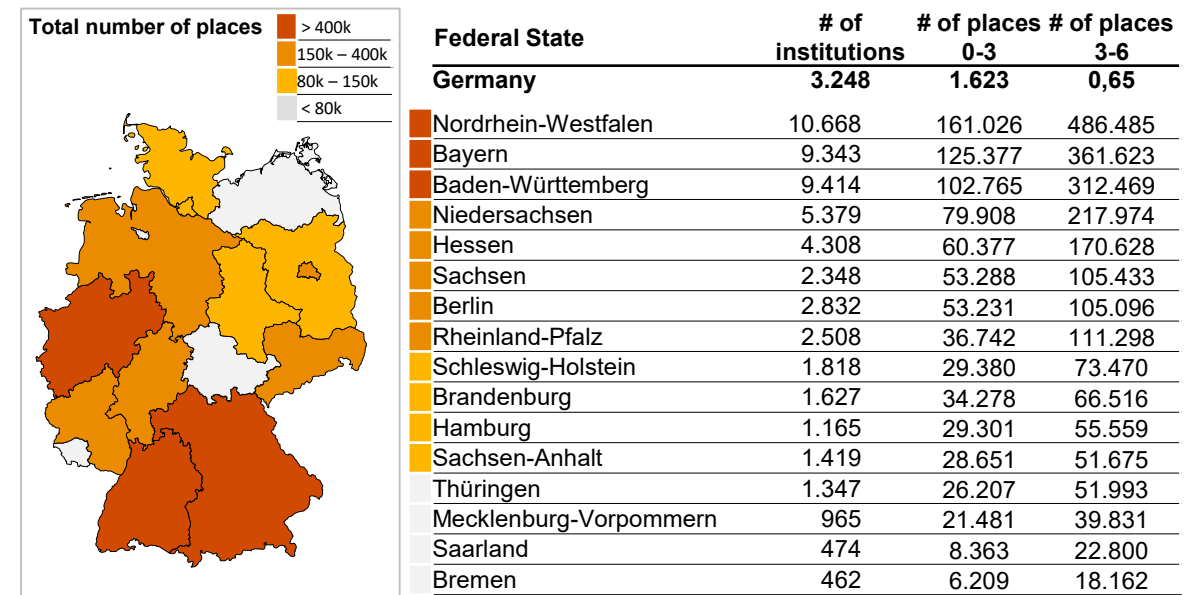 Total number of places
> 400k
150k – 400k
80k – 150k
< 80k
Federal State # of institutions # of places 0-3 # of places 3-6
Germany 3.248 1.623 0,65
Nordrhein-Westfalen 10.668 161.026 486.485
Bayern 9.343 125.377 361.623
Baden-Württemberg 9.414 102.765 312.469
Niedersachsen 5.379 79.908 217.974
Hessen 4.308 60.377 170.628
Sachsen 2.348 53.288 105.433
Berlin 2.832 53.231 105.096
Rheinland-Pfalz 2.508 36.742 111.298
Schleswig-Holstein 1.818 29.380 73.470
Brandenburg 1.627 34.278 66.516
Hamburg 1.165 29.301 55.559
Sachsen-Anhalt 1.419 28.651 51.675
Thüringen 1.347 26.207 51.993
Mecklenburg-Vorpommern 965 21.481 39.831
Saarland 474 8.363 22.800
Bremen 462 6.209 18.162